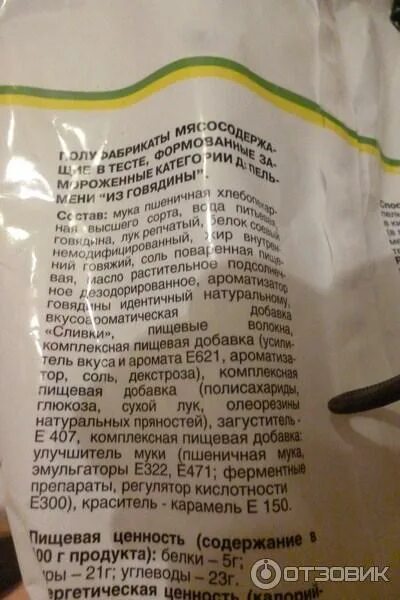 ПОЛУФАБРИКАТЫ МЯСОСОДЕРЖА-
ЩИЕ В ТЕСТЕ, ФОРМОВАННЫЕ ЗА-
МОРОЖЕННЫЕ КАТЕГОРИИ Д: ПЕЛЬ-
МЕНИ "ИЗ ГОВЯДИНЫ".
Состав: мука пшеничная хлебопекар-
ная высшего сорта, вода питьевая
говядина, лук репчатый, белок соевый
немодифицированный, жир внутрен-
ний говяжий, соль поваренная пище-
вая, масло растительное подсолнеч-
ное дезодорированное, ароматизатор
говядины идентичный натуральному,
вкусоароматическая добавка
«Сливки», пищевые волокна,
комплексная пищевая добавка (усили-
тель вкуса и аромата Е621, ароматиза-
тор, соль, декстроза), комплексная
пищевая добавка (полисахариды,
глюкоза, сухой лук, олеорезины
натуральных пряностей), загуститель -
Е 407, комплексная пищевая добавка:
улучшитель муки (пшеничная мука,
эмульгаторы Е322, Е471; ферментные
препараты, регулятор кислотности
Е300), краситель - карамель Е 150.
Пищевая ценность (содержание в
00 г продукта): белки – 5г;
ры – 21г; углеводы – 23г.
ергетическая ценность (калорий-
Спос
ОТЗОВИК